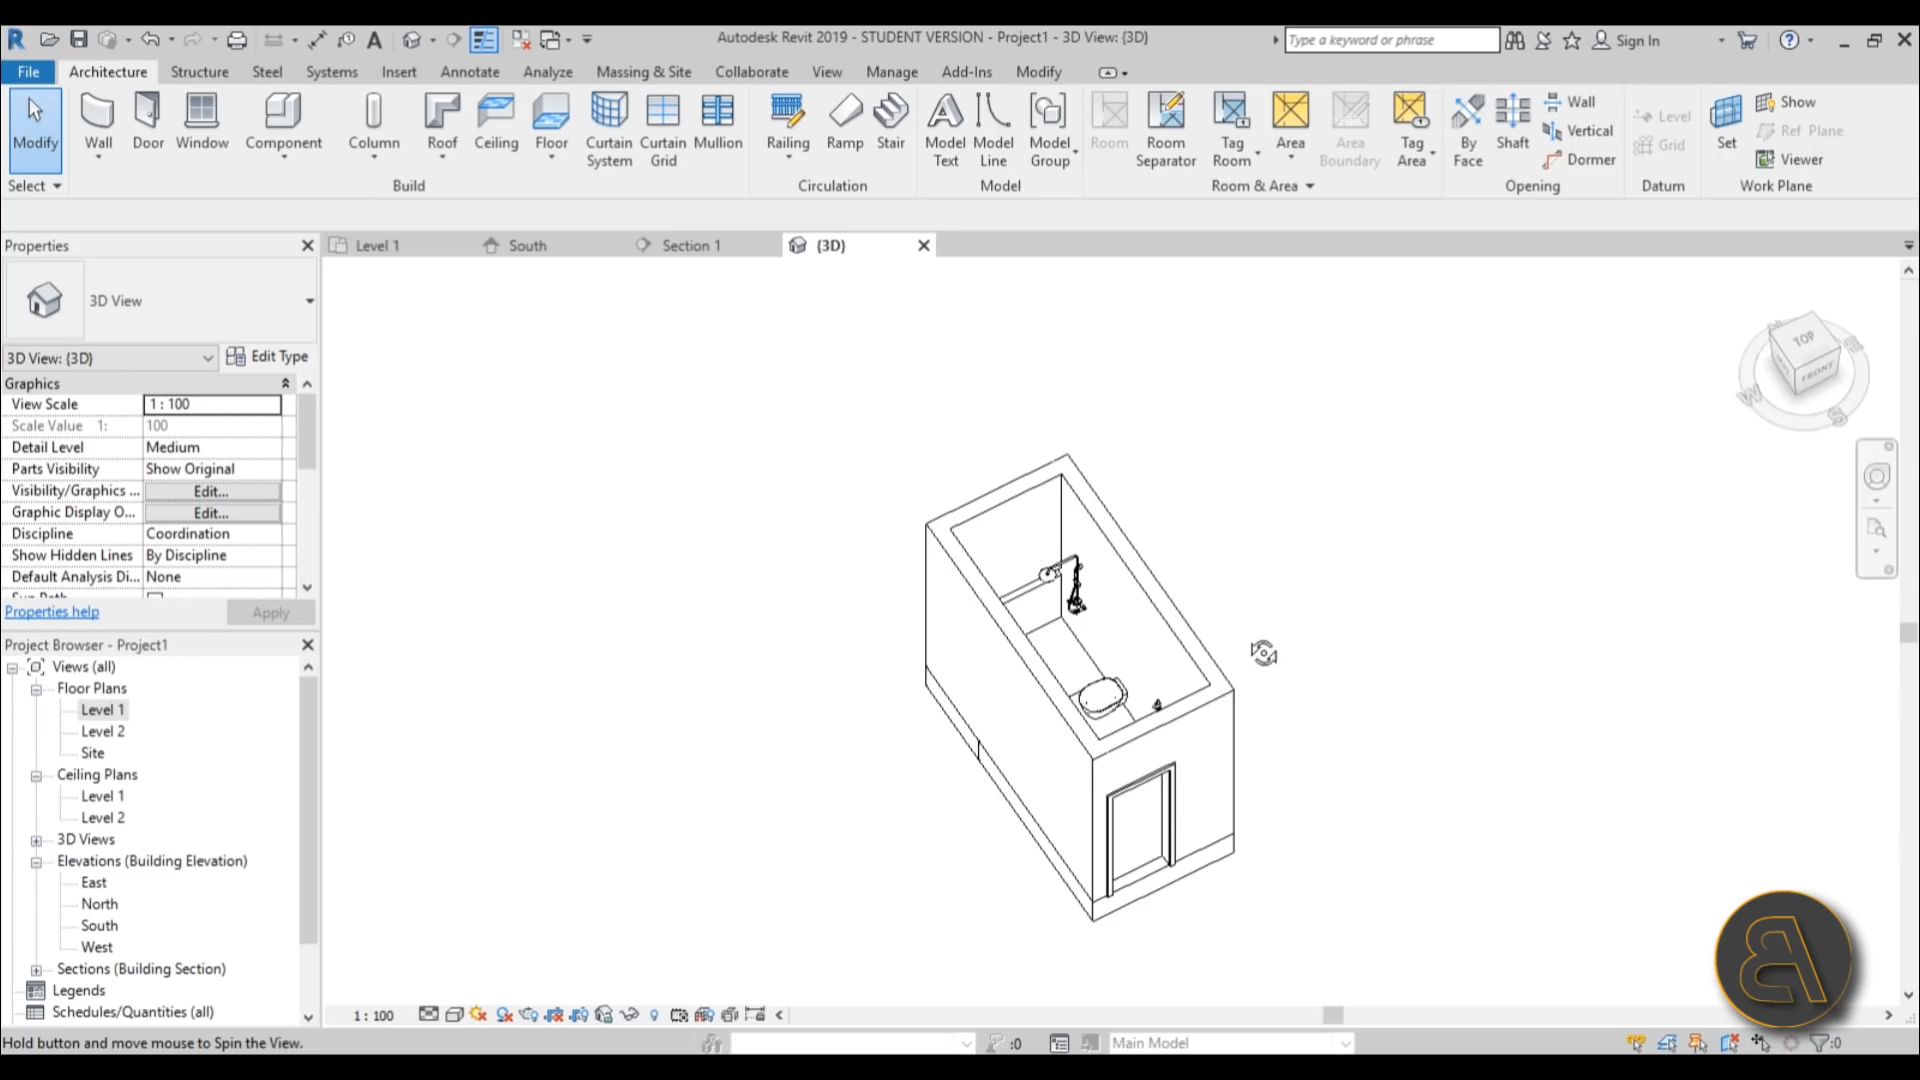 Autodesk Revit 2019 - STUDENT VERSION - Project1 - 3D View: {3D}
Type a keyword or phrase
Sign In
File Architecture Structure Steel Systems Insert Annotate Analyze Massing & Site Collaborate View Manage Add-Ins Modify
Modify Wall Door Window Component Column Roof Ceiling Floor Curtain System Curtain Grid Mullion Railing Ramp Stair Model Text Model Line Model Group Room Room Separator Tag Room Area Area Boundary Tag Area By Face Shaft Wall Vertical Dormer Level Grid Set Show Ref Plane Viewer
Select Build Circulation Model Room & Area Opening Datum Work Plane
Properties
Level 1 South Section 1 {3D}
3D View
3D View: {3D} Edit Type
Graphics
View Scale 1 : 100
Scale Value 1: 100
Detail Level Medium
Parts Visibility Show Original
Visibility/Graphics ... Edit...
Graphic Display O... Edit...
Discipline Coordination
Show Hidden Lines By Discipline
Default Analysis Di... None
Properties help Apply
TOP
FRONT
W
S
Project Browser - Project1
Views (all)
Floor Plans
Level 1
Level 2
Site
Ceiling Plans
Level 1
Level 2
3D Views
Elevations (Building Elevation)
East
North
South
West
Sections (Building Section)
Legends
Schedules/Quantities (all)
1 : 100
Hold button and move mouse to Spin the View.
:0
Main Model
:0